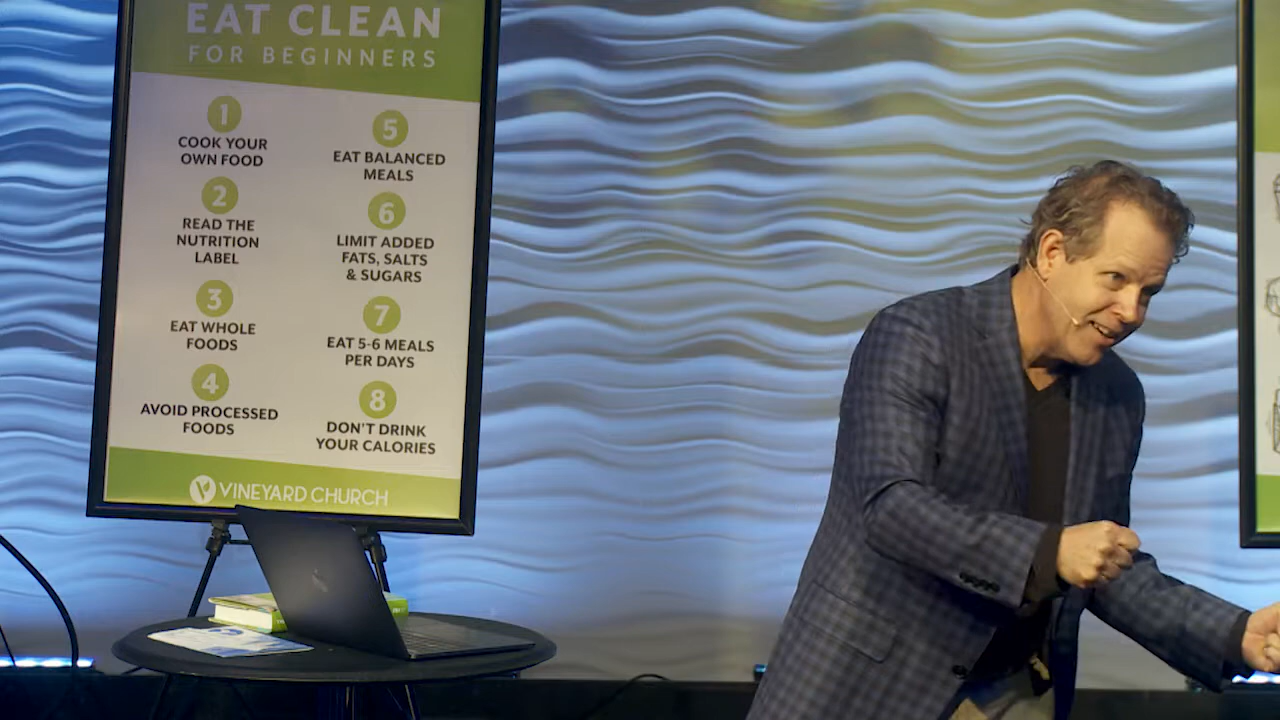 EAT CLEAN
FOR BEGINNERS
1
COOK YOUR
OWN FOOD
2
READ THE
NUTRITION
LABEL
3
EAT WHOLE
FOODS
4
AVOID PROCESSED
FOODS
5
EAT BALANCED
MEALS
6
LIMIT ADDED
FATS, SALTS
& SUGARS
7
EAT 5-6 MEALS
PER DAYS
8
DON'T DRINK
YOUR CALORIES
VINEYARD CHURCH